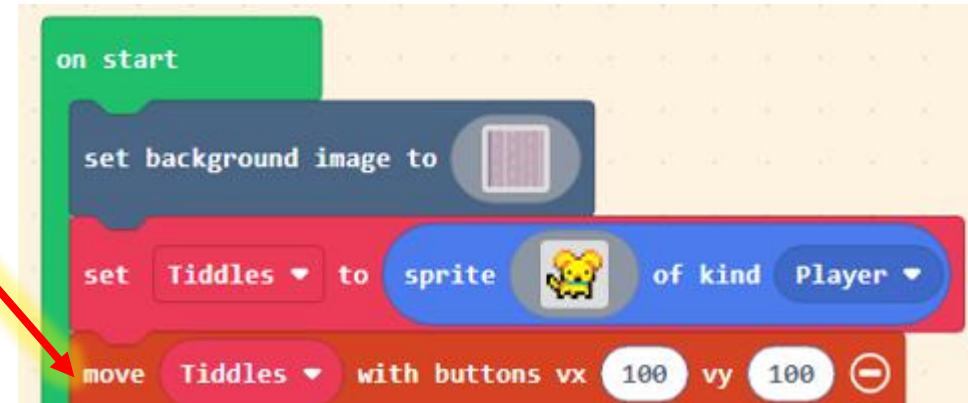 on start
set background image to
set Tiddles to sprite of kind Player
move Tiddles with buttons vx 100 vy 100